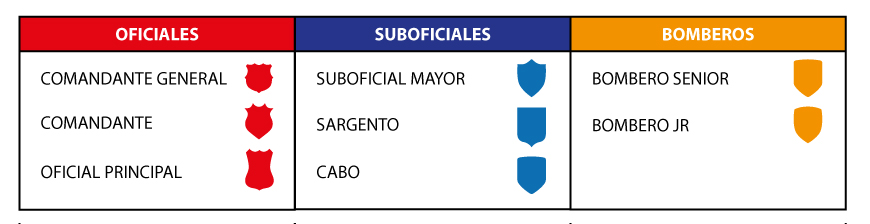 OFICIALES
COMANDANTE GENERAL
COMANDANTE
OFICIAL PRINCIPAL
SUBOFICIALES
SUBOFICIAL MAYOR
SARGENTO
CABO
BOMBEROS
BOMBERO SENIOR
BOMBERO JR